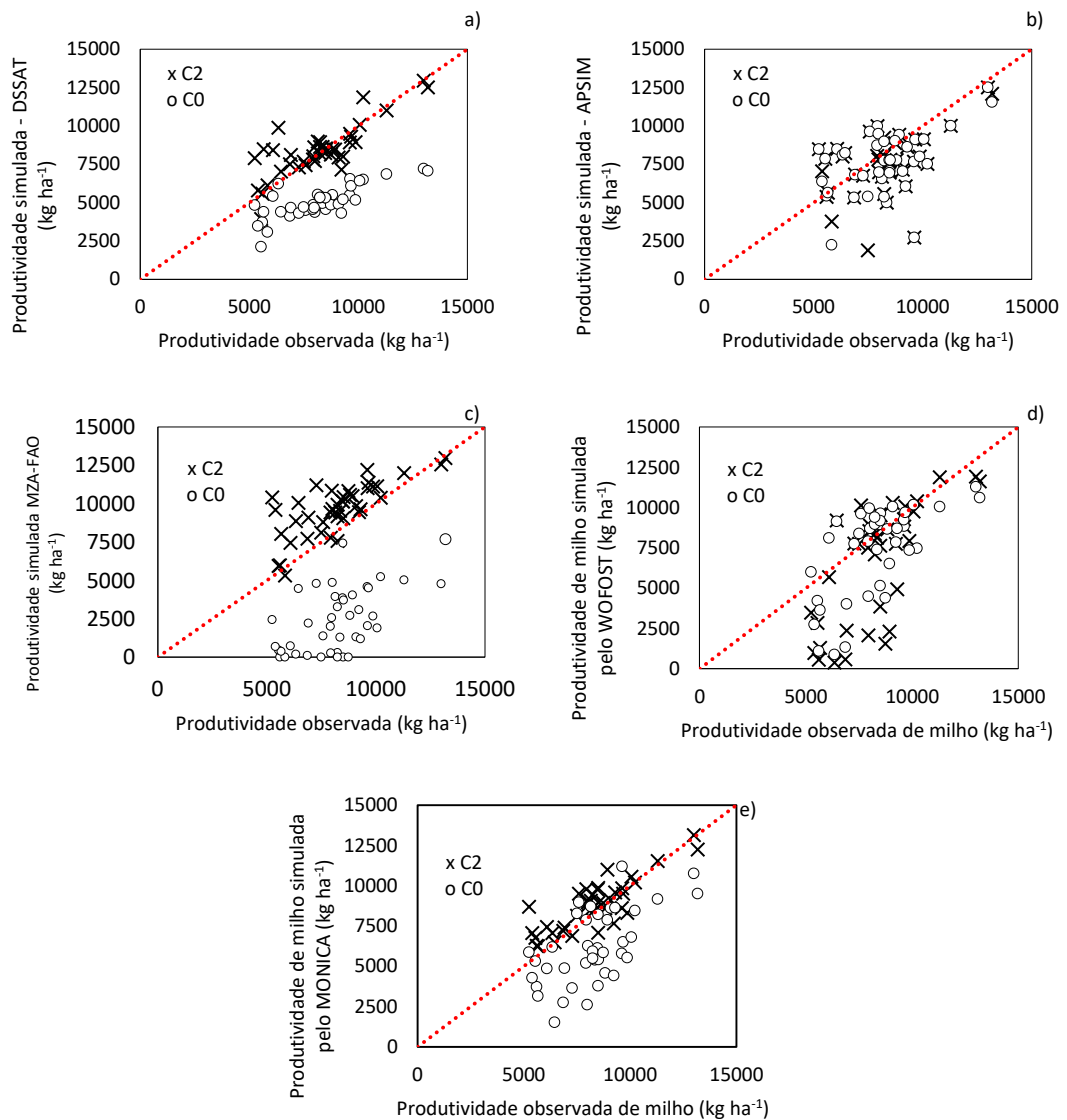 a)
Produtividade simulada - DSSAT
(kg ha⁻¹)
15000
12500
10000
7500
5000
2500
0
x C2
o C0
0 5000 10000 15000
Produtividade observada (kg ha⁻¹)
b)
Produtividade simulada - APSIM
(kg ha⁻¹)
15000
12500
10000
7500
5000
2500
0
x C2
o C0
0 5000 10000 15000
Produtividade observada (kg ha⁻¹)
c)
Produtividade simulada MZA-FAO
(kg ha⁻¹)
15000
12500
10000
7500
5000
2500
0
x C2
o C0
0 5000 10000 15000
Produtividade observada (kg ha⁻¹)
d)
Produtividade de milho simulada
pelo WOFOST (kg ha⁻¹)
15000
12500
10000
7500
5000
2500
0
x C2
o C0
0 5000 10000 15000
Produtividade observada de milho (kg ha⁻¹)
e)
Produtividade de milho simulada
pelo MONICA (kg ha⁻¹)
15000
12500
10000
7500
5000
2500
0
x C2
o C0
0 5000 10000 15000
Produtividade observada de milho (kg ha⁻¹)